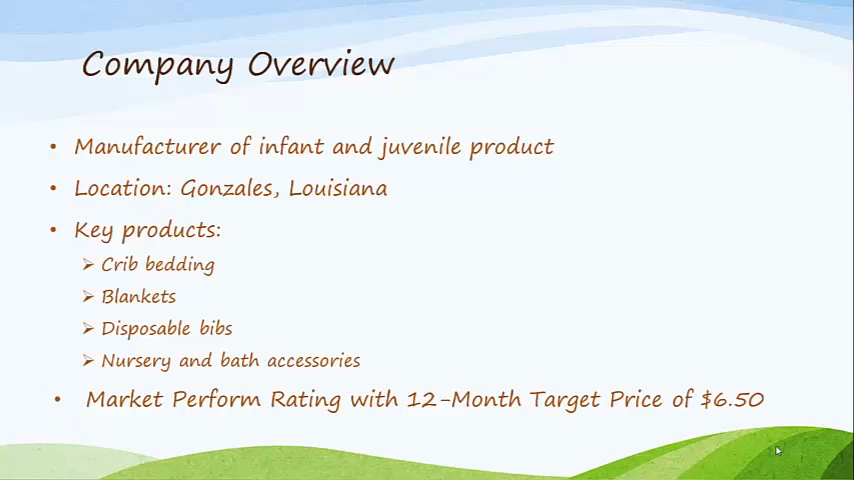 Company Overview
• Manufacturer of infant and juvenile product
• Location: Gonzales, Louisiana
• Key products:
➢ Crib bedding
➢ Blankets
➢ Disposable bibs
➢ Nursery and bath accessories
• Market Perform Rating with 12-Month Target Price of $6.50